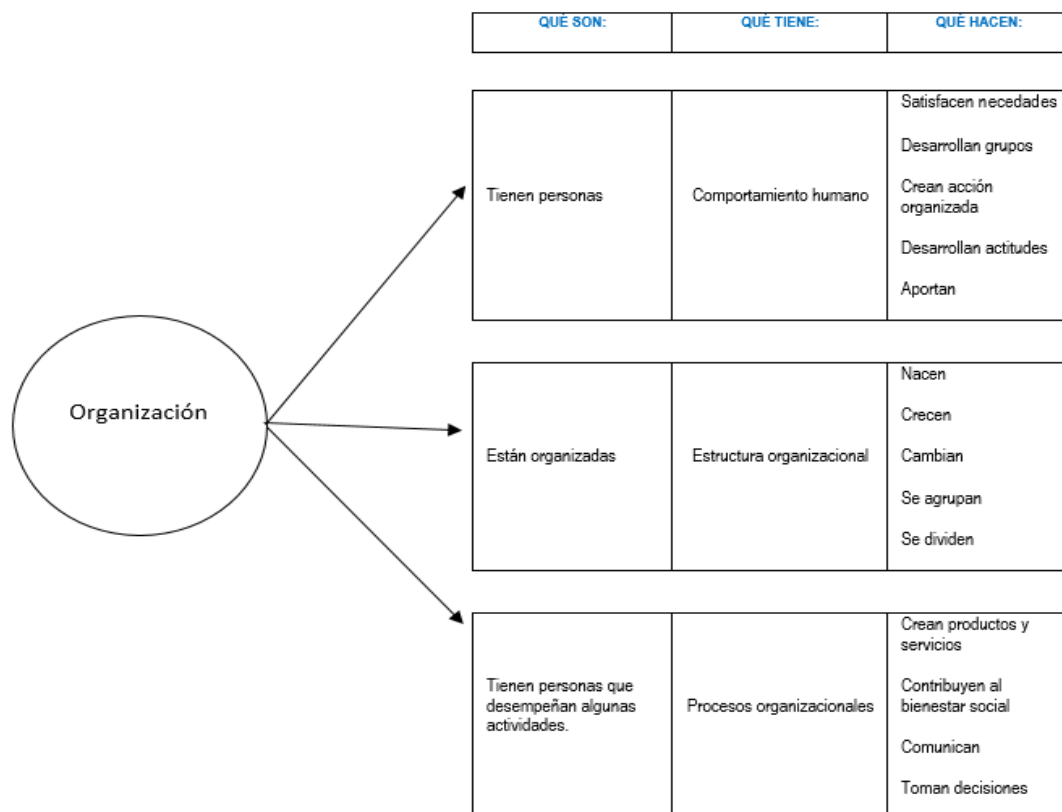 QUÉ SON:
QUÉ TIENE:
QUÉ HACEN:
Organización
Tienen personas
Comportamiento humano
Satisfacen necedades
Desarrollan grupos
Crean acción
organizada
Desarrollan actitudes
Aportan
Están organizadas
Estructura organizacional
Nacen
Crecen
Cambian
Se agrupan
Se dividen
Tienen personas que
desempeñan algunas
actividades.
Procesos organizacionales
Crean productos y
servicios
Contribuyen al
bienestar social
Comunican
Toman decisiones